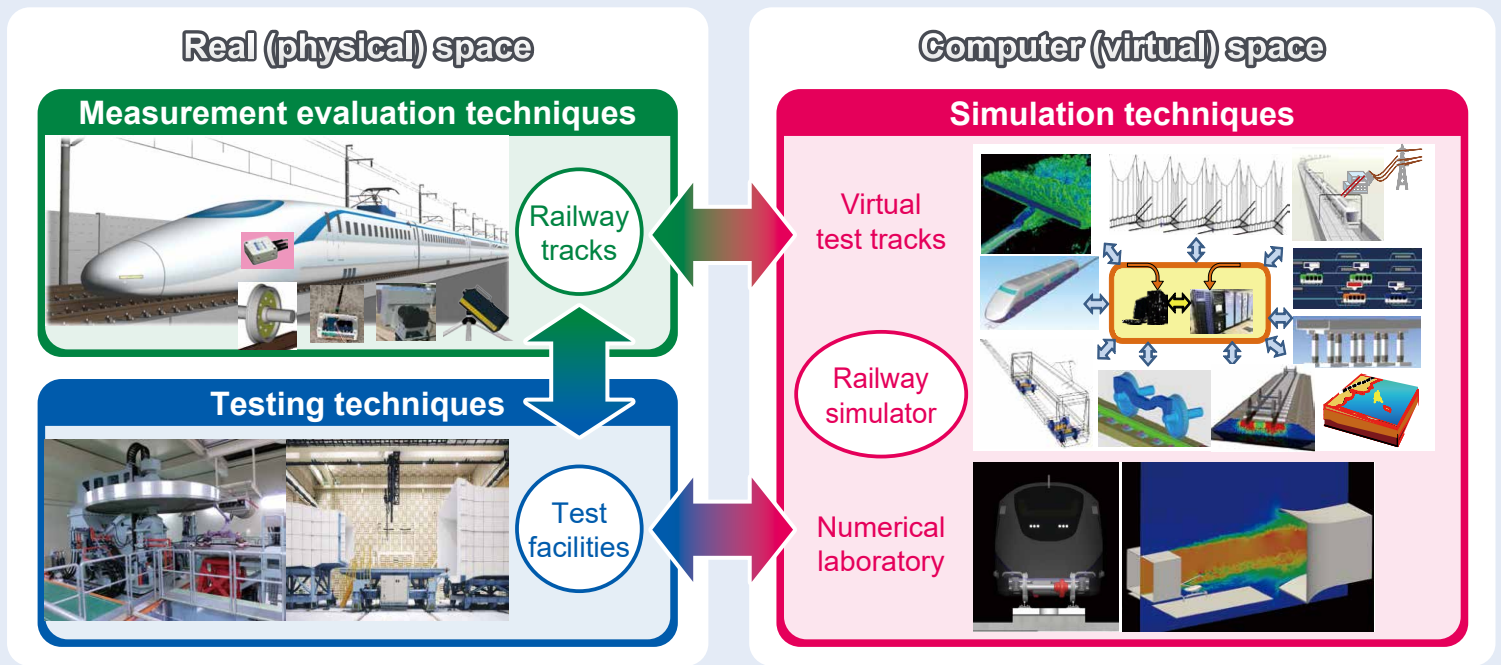 Real (physical) space
Measurement evaluation techniques
Railway
tracks
Testing techniques
Test
facilities
Computer (virtual) space
Simulation techniques
Virtual
test tracks
Railway
simulator
Numerical
laboratory